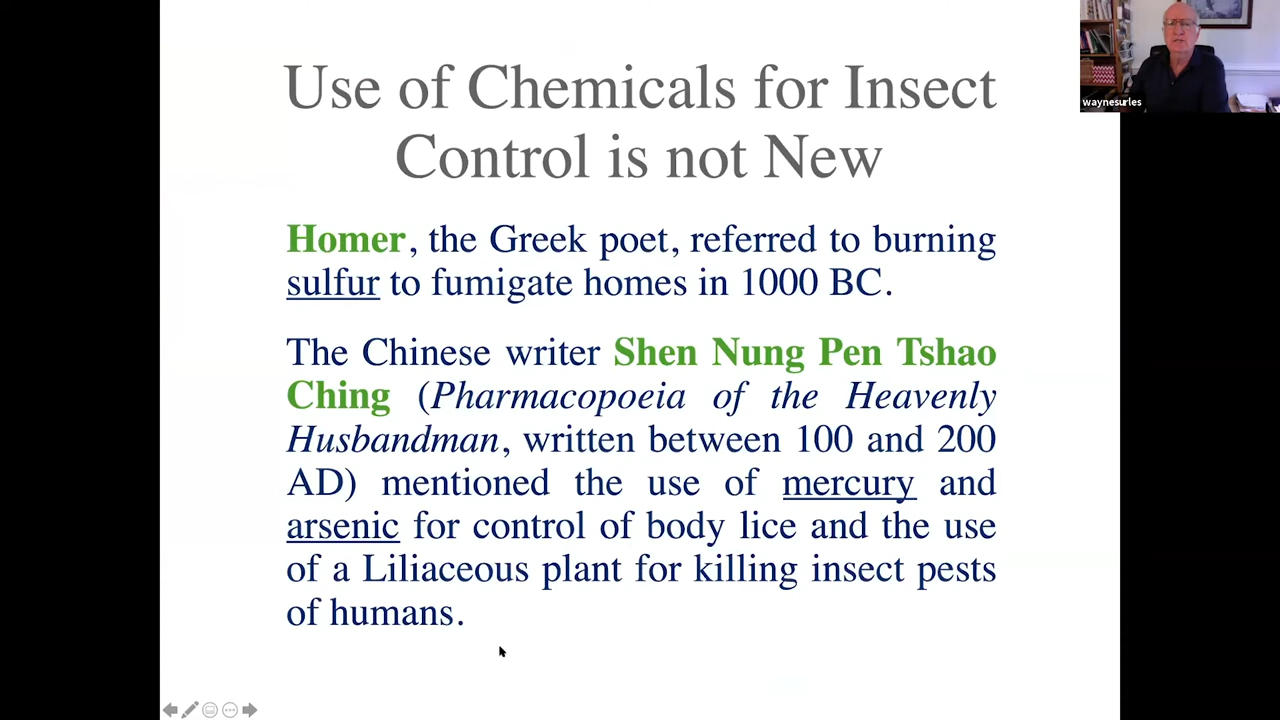 Use of Chemicals for Insect
Control is not New
Homer, the Greek poet, referred to burning
sulfur to fumigate homes in 1000 BC.
The Chinese writer Shen Nung Pen Tshao
Ching (Pharmacopoeia of the Heavenly
Husbandman, written between 100 and 200
AD) mentioned the use of mercury and
arsenic for control of body lice and the use
of a Liliaceous plant for killing insect pests
of humans.
waynesurles